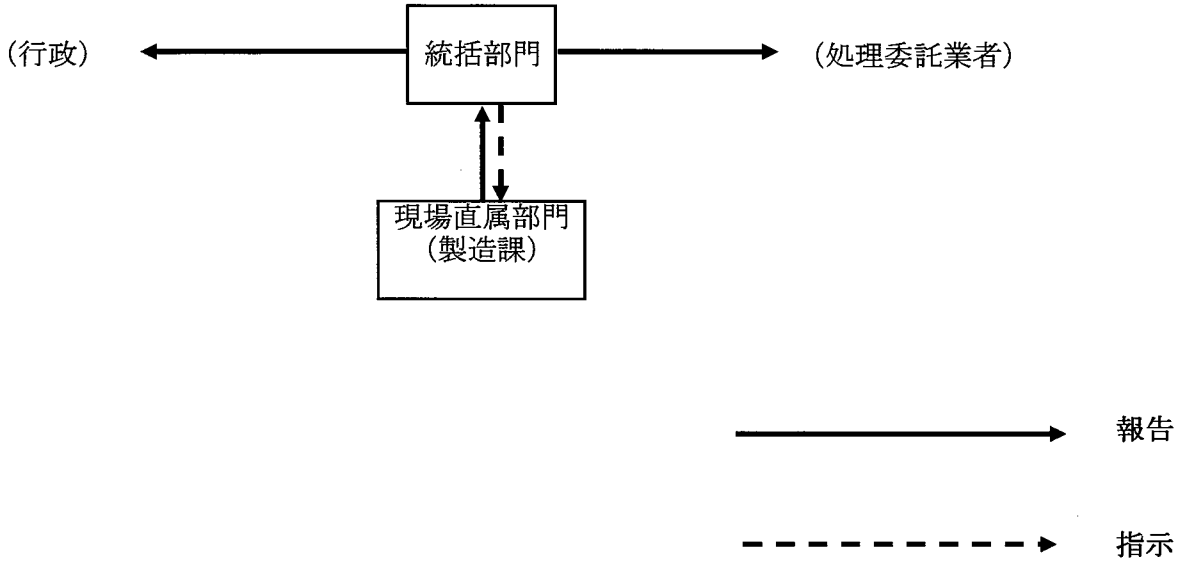 （行政）
統括部門
（処理委託業者）
現場直属部門
（製造課）
報告
指示